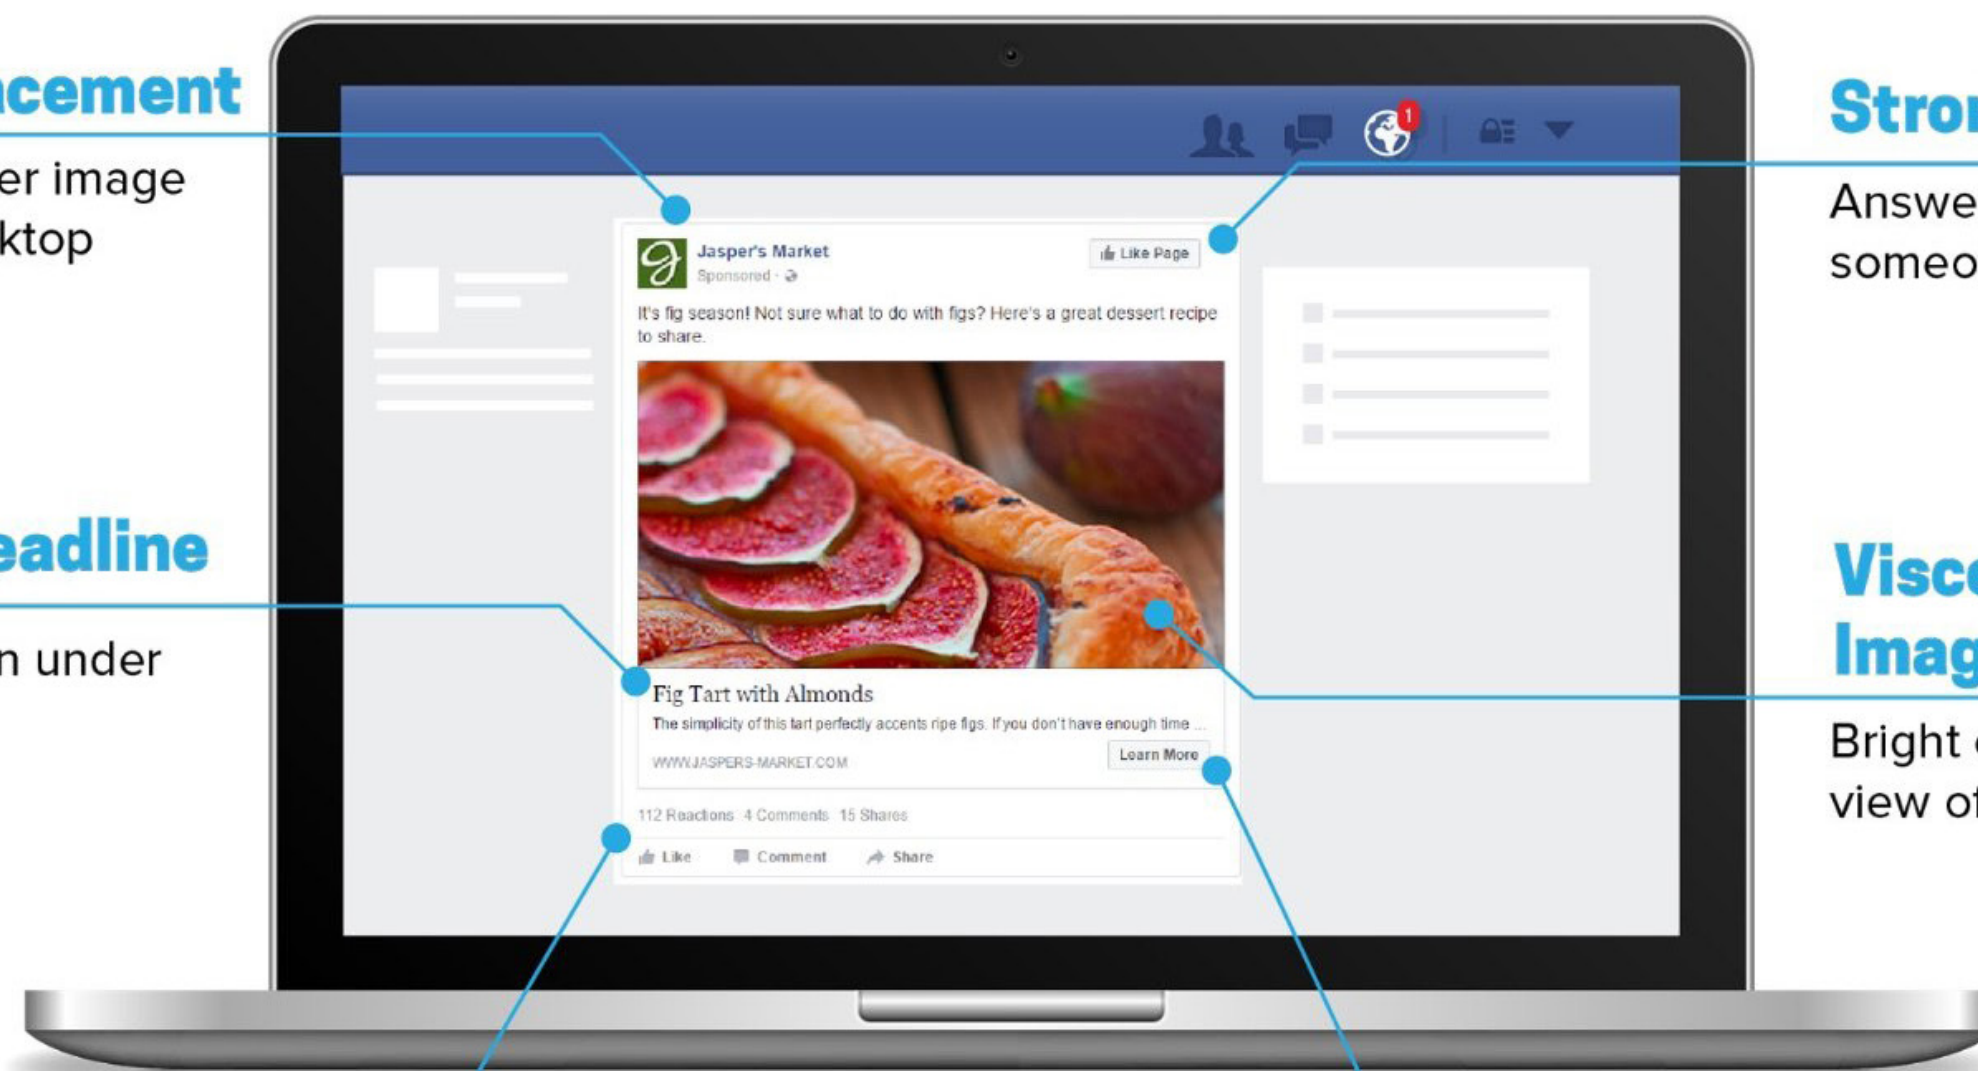 acement
er image
ktop
eadline
n under
1
Jasper's Market
Sponsored ·
Like Page
It's fig season! Not sure what to do with figs? Here's a great dessert recipe
to share.
Fig Tart with Almonds
The simplicity of this tart perfectly accents ripe figs. If you don't have enough time ...
WWW.JASPERS-MARKET.COM
Learn More
112 Reactions 4 Comments 15 Shares
Like Comment Share
Stron
Answe
someo
Visce
Imag
Bright
view of